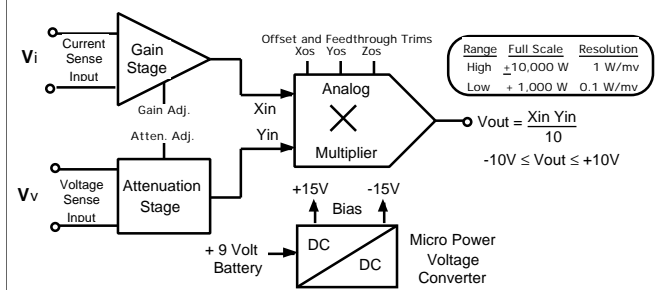 Offset and Feedthrough Trims
Xos Yos Zos
Vi
Current
Sense
Input
Gain
Stage
Gain Adj.
Xin
Range Full Scale Resolution
High ±10,000 W 1 W/mv
Low + 1,000 W 0.1 W/mv
Analog
X
Multiplier
Vout = Xin Yin
10
-10V ≤ Vout ≤ +10V
Atten. Adj.
Yin
Vv
Voltage
Sense
Input
Attenuation
Stage
+15V -15V
Bias
+ 9 Volt
Battery
DC
DC
Micro Power
Voltage
Converter